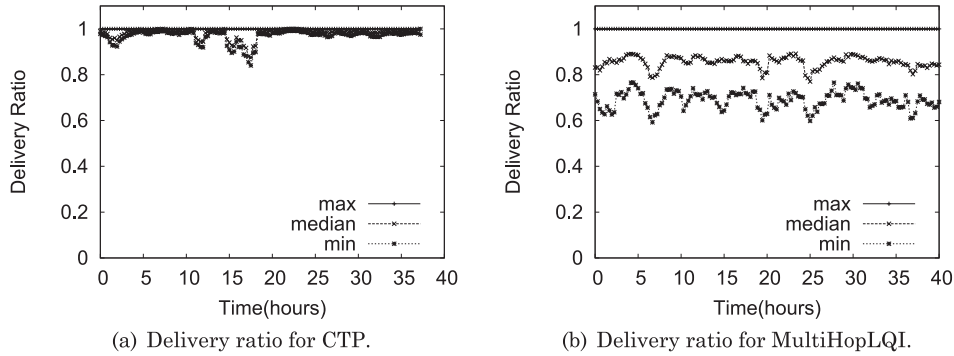 1
0.8
0.6
0.4
0.2
0
Delivery Ratio
max
median
min
0 5 10 15 20 25 30 35 40
Time(hours)
(a) Delivery ratio for CTP.
1
0.8
0.6
0.4
0.2
0
Delivery Ratio
max
median
min
0 5 10 15 20 25 30 35 40
Time(hours)
(b) Delivery ratio for MultiHopLQI.